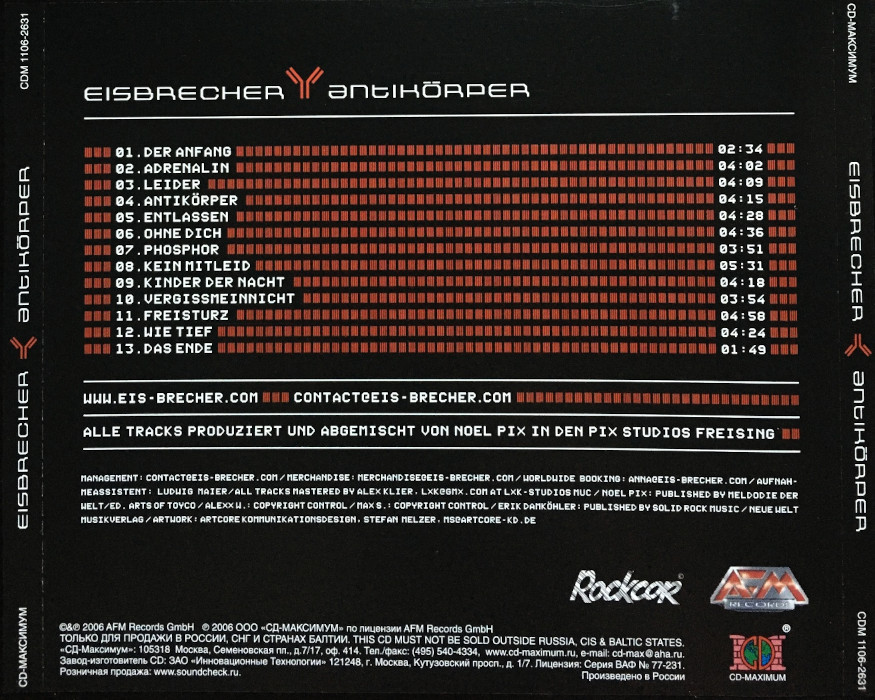 CDM 1106-2631
EISBRECHER antikörper
EISBRECHER antikörper
CD-МАКСИМУМ
EISBRECHER antikörper
01.DER ANFANG 02:34
02.ADRENALIN 04:02
03.LEIDER 04:09
04.ANTIKÖRPER 04:15
05.ENTLASSEN 04:28
06.OHNE DICH 04:36
07.PHOSPHOR 03:51
08.KEIN MITLEID 05:31
09.KINDER DER NACHT 04:18
10.VERGISSMEINNICHT 03:54
11.FREISTURZ 04:58
12.WIE TIEF 04:24
13.DAS ENDE 01:49
WWW.EIS-BRECHER.COM CONTACT@EIS-BRECHER.COM
ALLE TRACKS PRODUZIERT UND ABGEMISCHT VON NOEL PIX IN DEN PIX STUDIOS FREISING
MANAGEMENT: CONTACT@EIS-BRECHER.COM / MERCHANDISE: MERCHANDISE@EIS-BRECHER.COM / WORLDWIDE BOOKING: ANNA@EIS-BRECHER.COM / AUFNAH-
MEASSISTENT: LUDWIG MAIER/ALL TRACKS MASTERED BY ALEX KLIER, LXK@GMX.COM AT LXK-STUDIOS MUC / NOEL PIX: PUBLISHED BY MELDODIE DER
WELT/ED. ARTS OF TOYCO / ALEXX W.: COPYRIGHT CONTROL / MAX S.: COPYRIGHT CONTROL / ERIK DAMKÖHLER: PUBLISHED BY SOLID ROCK MUSIC / NEUE WELT
MUSIKVERLAG / ARTWORK: ARTCORE KOMMUNIKATIONSDESIGN, STEFAN MELZER, MS@ARTCORE-KD.DE
Rockcor©
AFM
RECORDS
®
CD-MAXIMUM
©&℗ 2006 AFM Records GmbH ℗ 2006 ООО «СД-МАКСИМУМ» по лицензии AFM Records GmbH
ТОЛЬКО ДЛЯ ПРОДАЖИ В РОССИИ, СНГ И СТРАНАХ БАЛТИИ. THIS CD MUST NOT BE SOLD OUTSIDE RUSSIA, CIS & BALTIC STATES.
«СД-Максимум»: 105318 Москва, Семеновская пл., д.7/17, оф. 414. Тел./факс: (495) 540-4334, www.cd-maximum.ru, e-mail: cd-max@aha.ru.
Завод-изготовитель CD: ЗАО «Инновационные Технологии» 121248, г. Москва, Кутузовский просп., д. 1/7. Лицензия: Серия ВАФ № 77-231.
Розничная продажа: www.soundcheck.ru. Произведено в России
CD-МАКСИМУМ
EISBRECHER antikörper
CDM 1106-2631